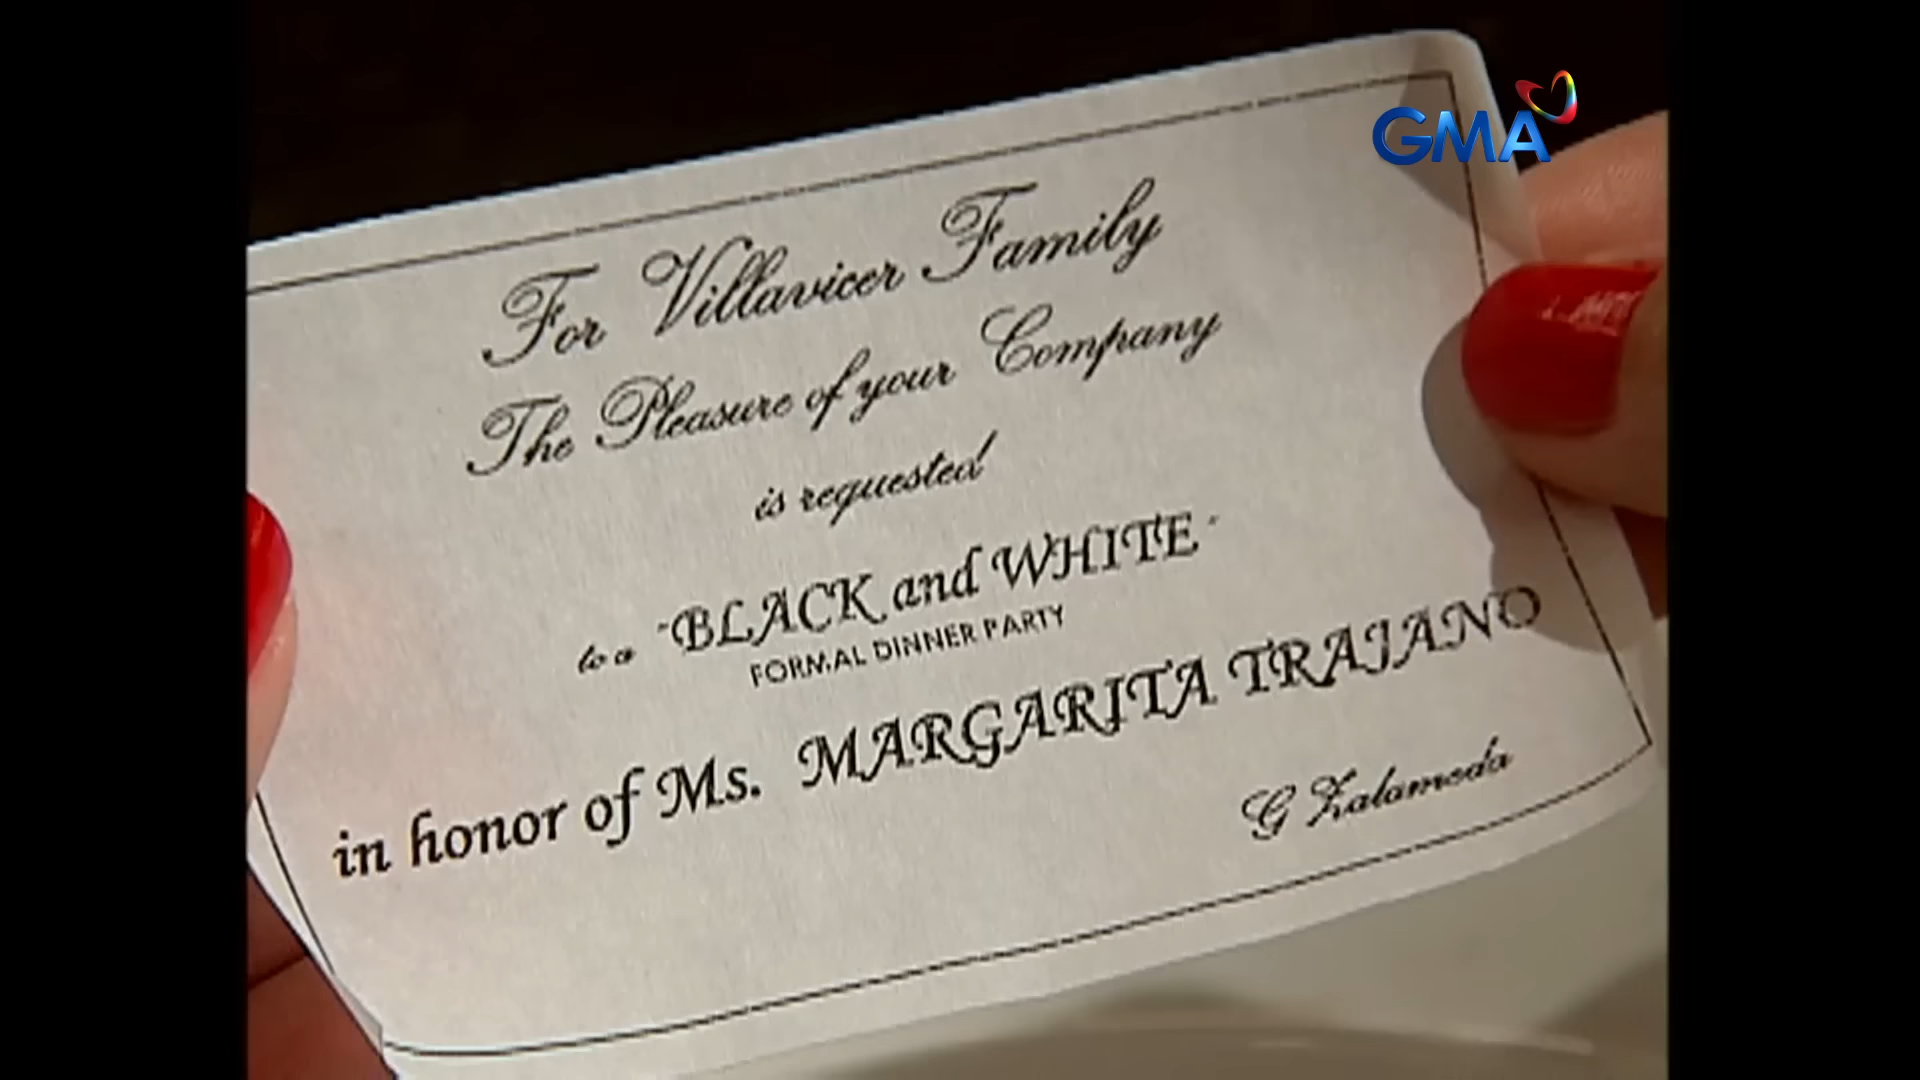 GMA
For Villavicer Family
The Pleasure of your Company
is requested
to a "BLACK and WHITE"
FORMAL DINNER PARTY
in honor of Ms. MARGARITA TRAJANO
G Zalameda